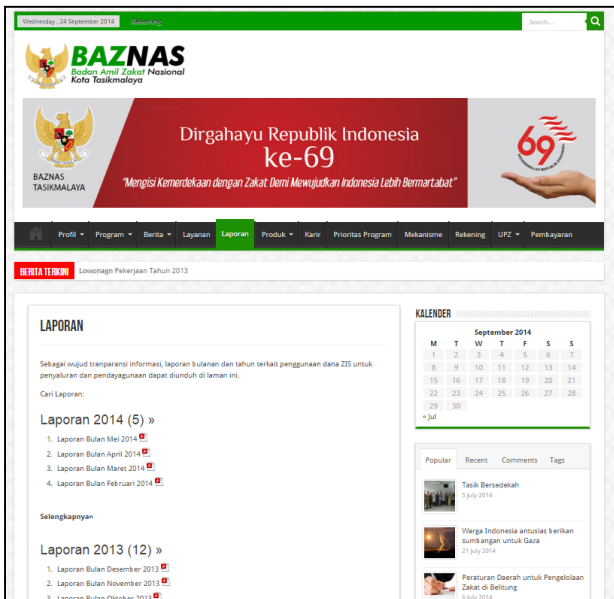 Wednesday , 24 September 2014 Rekening
Search...
BAZNAS
Badan Amil Zakat Nasional
Kota Tasikmalaya
BAZNAS
TASIKMALAYA
Dirgahayu Republik Indonesia
ke-69
"Mengisi Kemerdekaan dengan Zakat Demi Mewujudkan Indonesia Lebih Bermartabat"
69
Profil Program Berita Layanan Laporan Produk Karir Prioritas Program Mekanisme Rekening UPZ Pembayaran
BERITA TERKINI Lowonagn Pekerjaan Tahun 2013
LAPORAN
Sebagai wujud tranparansi informasi, laporan bulanan dan tahun terkait penggunaan dana ZIS untuk
penyaluran dan pendayagunaan dapat diunduh di laman ini.
Cari Laporan:
Laporan 2014 (5) »
1. Laporan Bulan Mei 2014
2. Laporan Bulan April 2014
3. Laporan Bulan Maret 2014
4. Laporan Bulan Februari 2014
Selengkapnya»
Laporan 2013 (12) »
1. Laporan Bulan Desember 2013
2. Laporan Bulan November 2013
3. Laporan Bulan Oktober 2013
KALENDER
September 2014
M T W T F S S
1 2 3 4 5 6 7
8 9 10 11 12 13 14
15 16 17 18 19 20 21
22 23 24 25 26 27 28
29 30
« Jul
Popular Recent Comments Tags
Tasik Bersedekah
5 July 2014
Warga Indonesia antusias berikan
sumbangan untuk Gaza
21 July 2014
Peraturan Daerah untuk Pengelolaan
Zakat di Belitung
6 July 2014